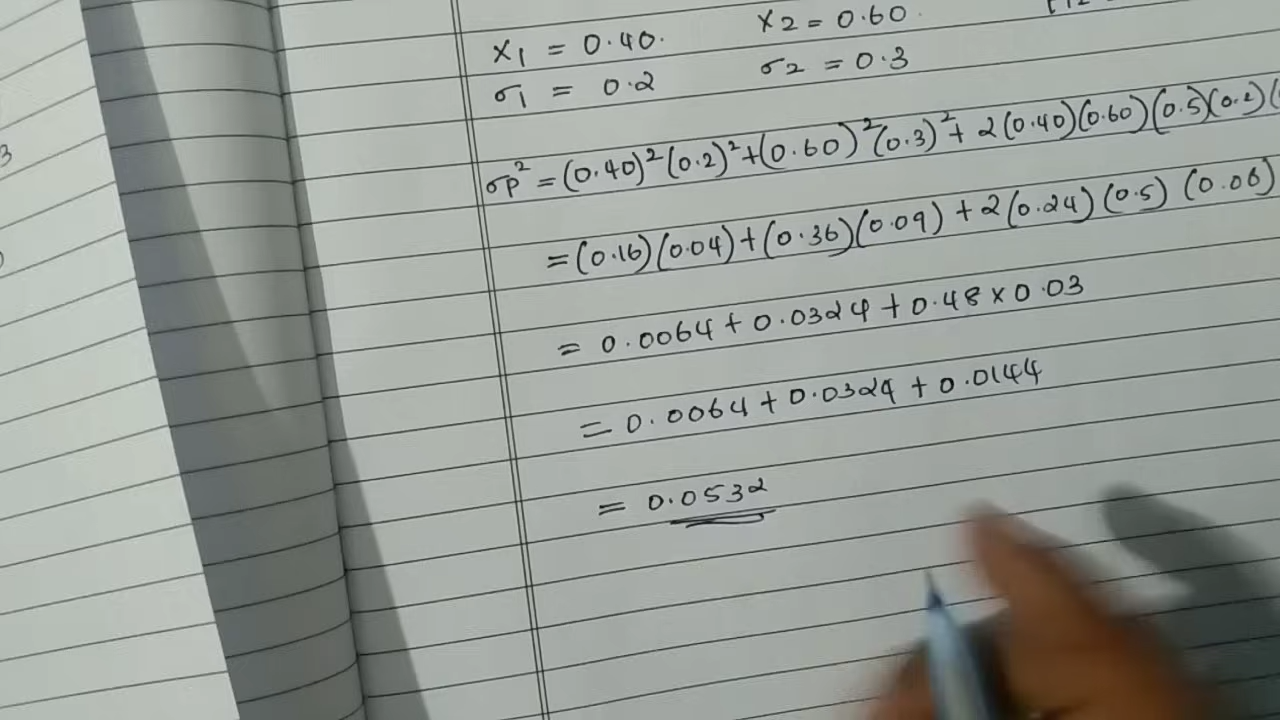 x₁ = 0.40. x₂ = 0.60.
σ₁ = 0.2 σ₂ = 0.3
σp² = (0.40)² (0.2)² + (0.60)² (0.3)² + 2 (0.40)(0.60)(0.5)(0.2)(
= (0.16)(0.04) + (0.36)(0.09) + 2(0.24)(0.5) (0.06)
= 0.0064 + 0.0324 + 0.48 × 0.03
= 0.0064 + 0.0324 + 0.0144
= 0.0532